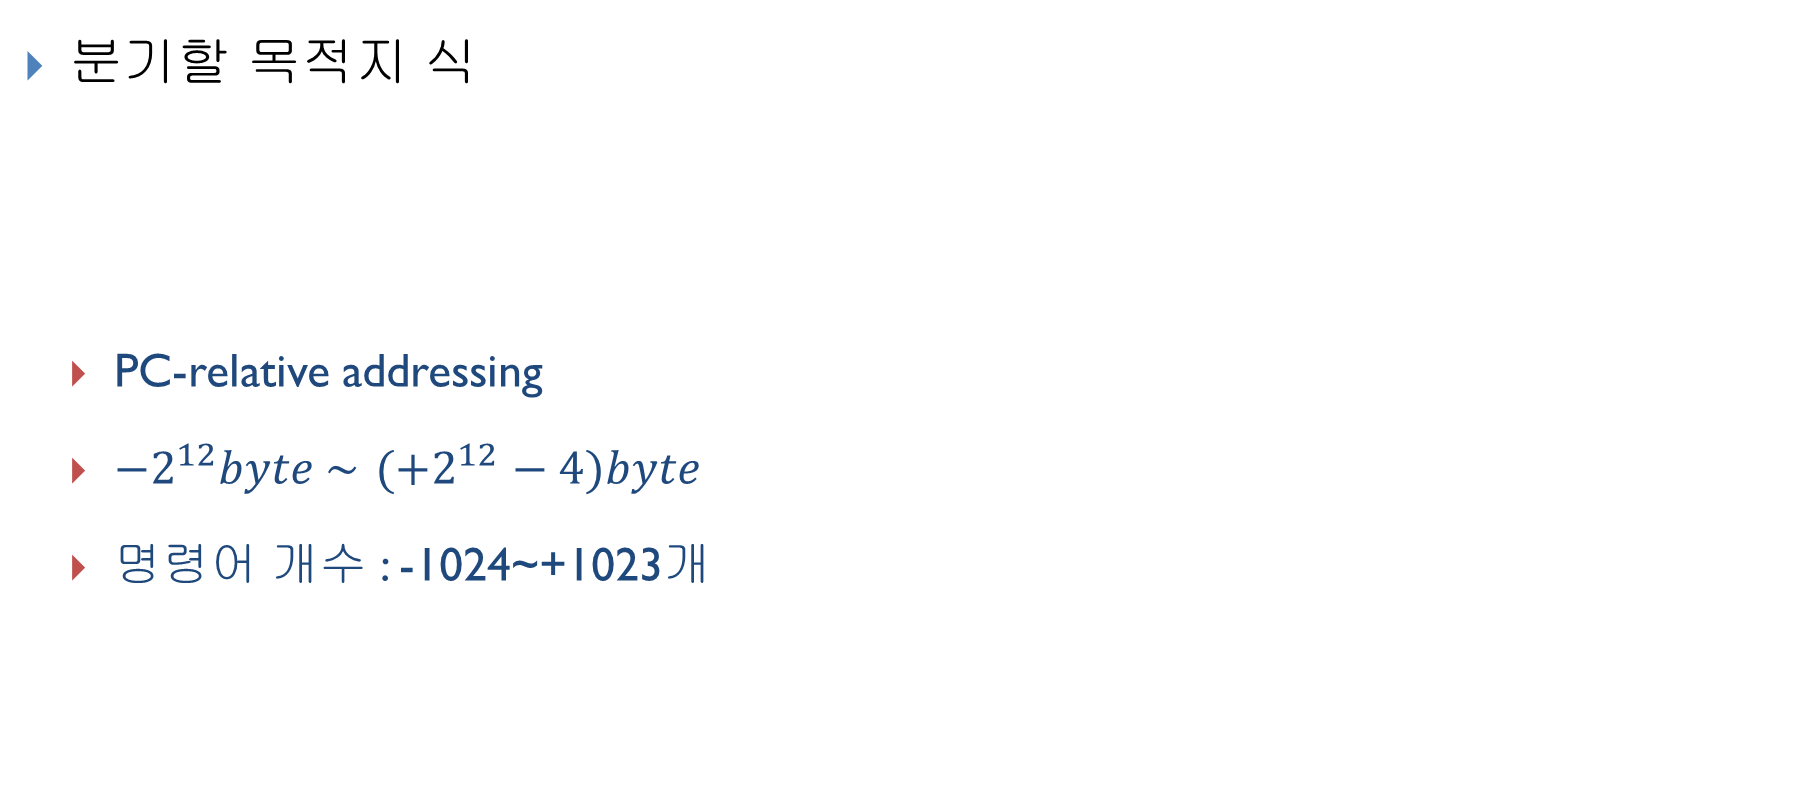 분기할 목적지 식
PC-relative addressing
−2¹²byte ~ (+2¹² − 4)byte
명령어 개수 : -1024~+1023개